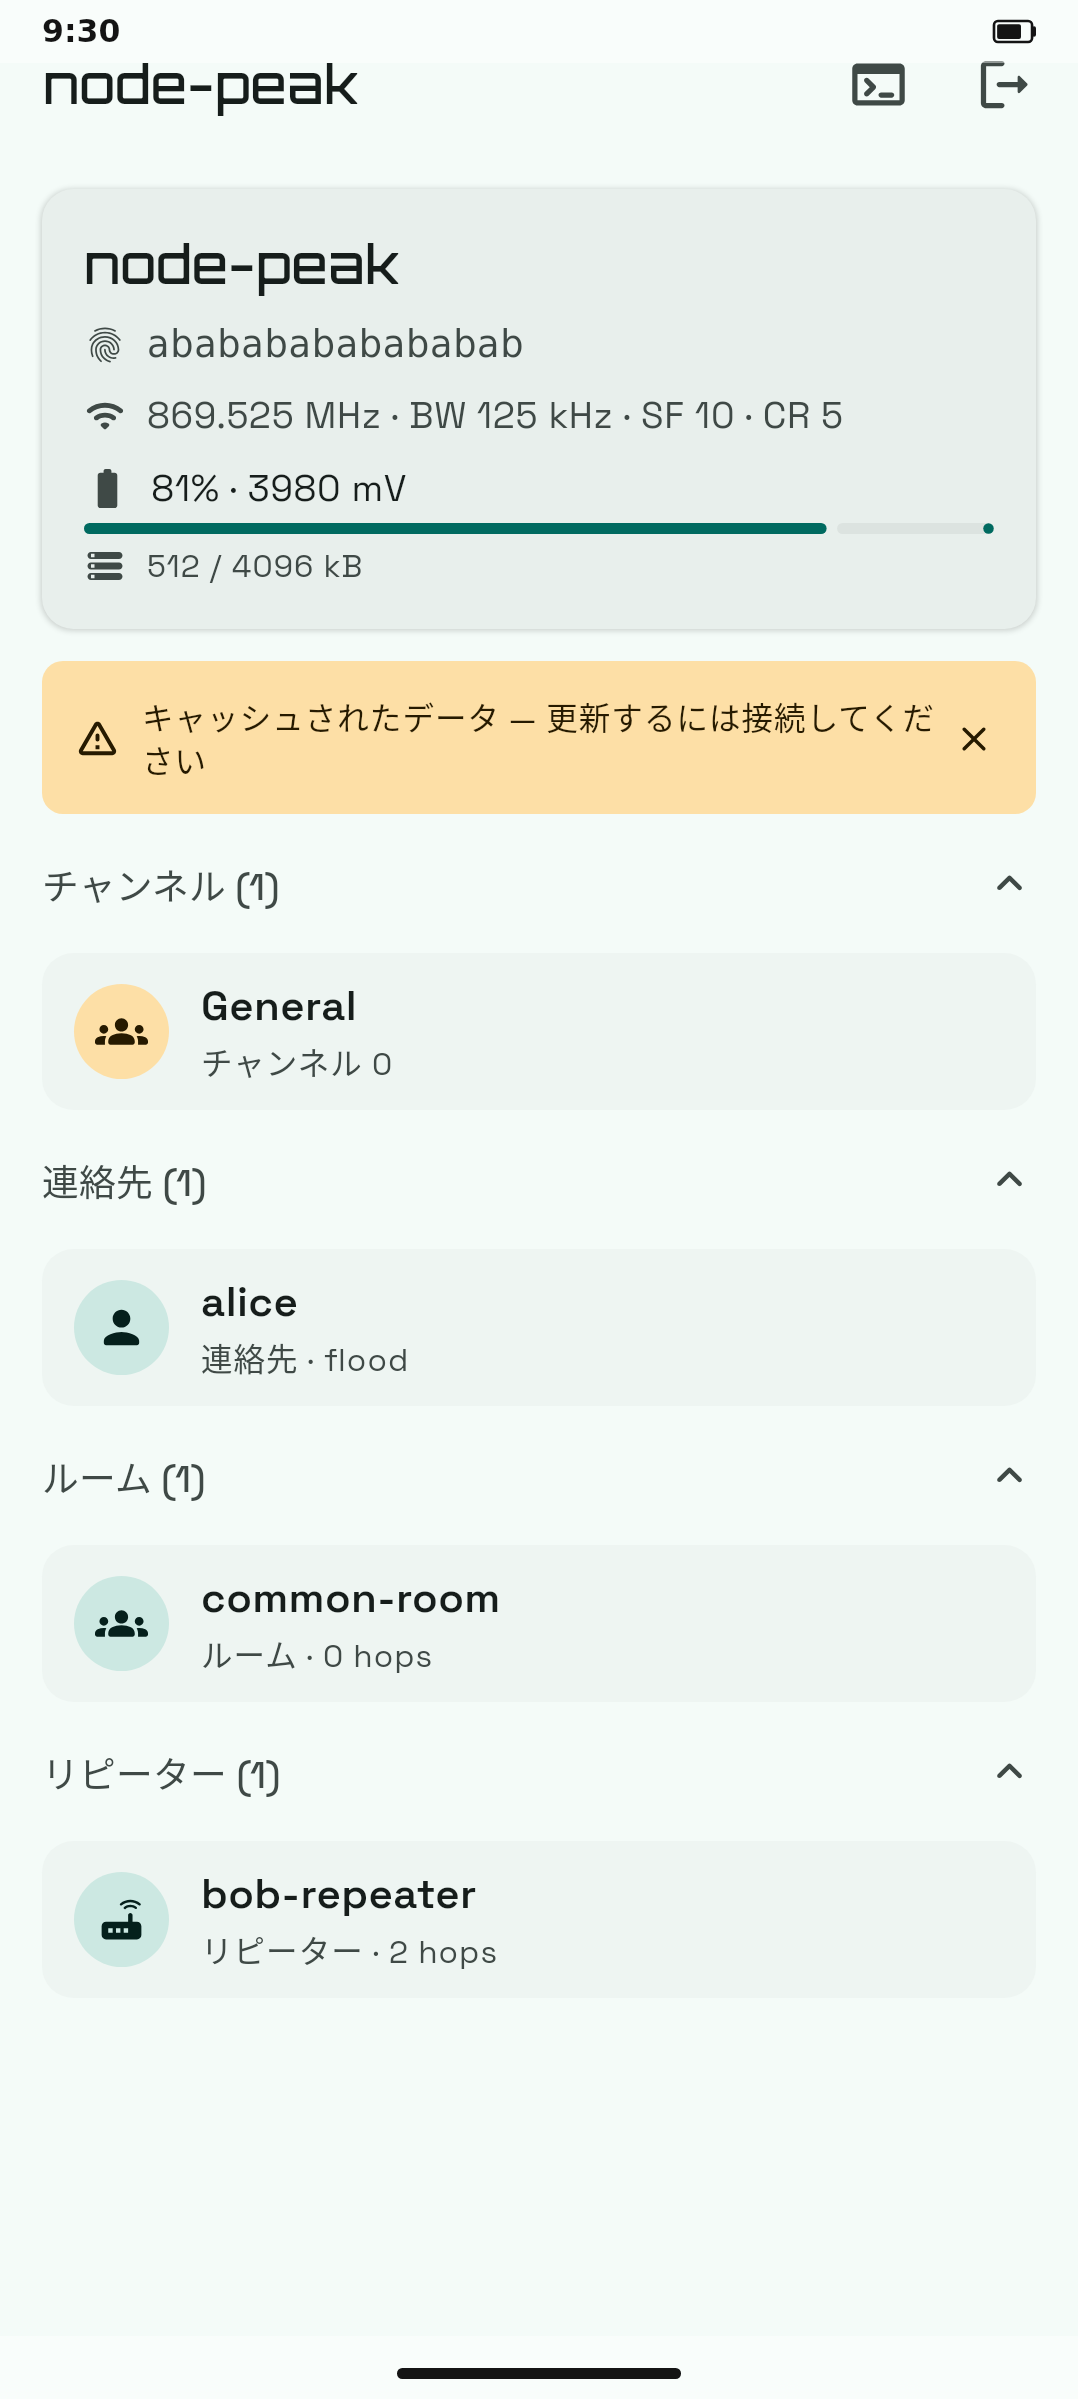 9:30
node-peak
node-peak
abababababababab
869.525 MHz · BW 125 kHz · SF 10 · CR 5
81% · 3980 mV
512 / 4096 kB
キャッシュされたデータ — 更新するには接続してくだ
さい
チャンネル (1)
General
チャンネル 0
連絡先 (1)
alice
連絡先 · flood
ルーム (1)
common-room
ルーム · 0 hops
リピーター (1)
bob-repeater
リピーター · 2 hops